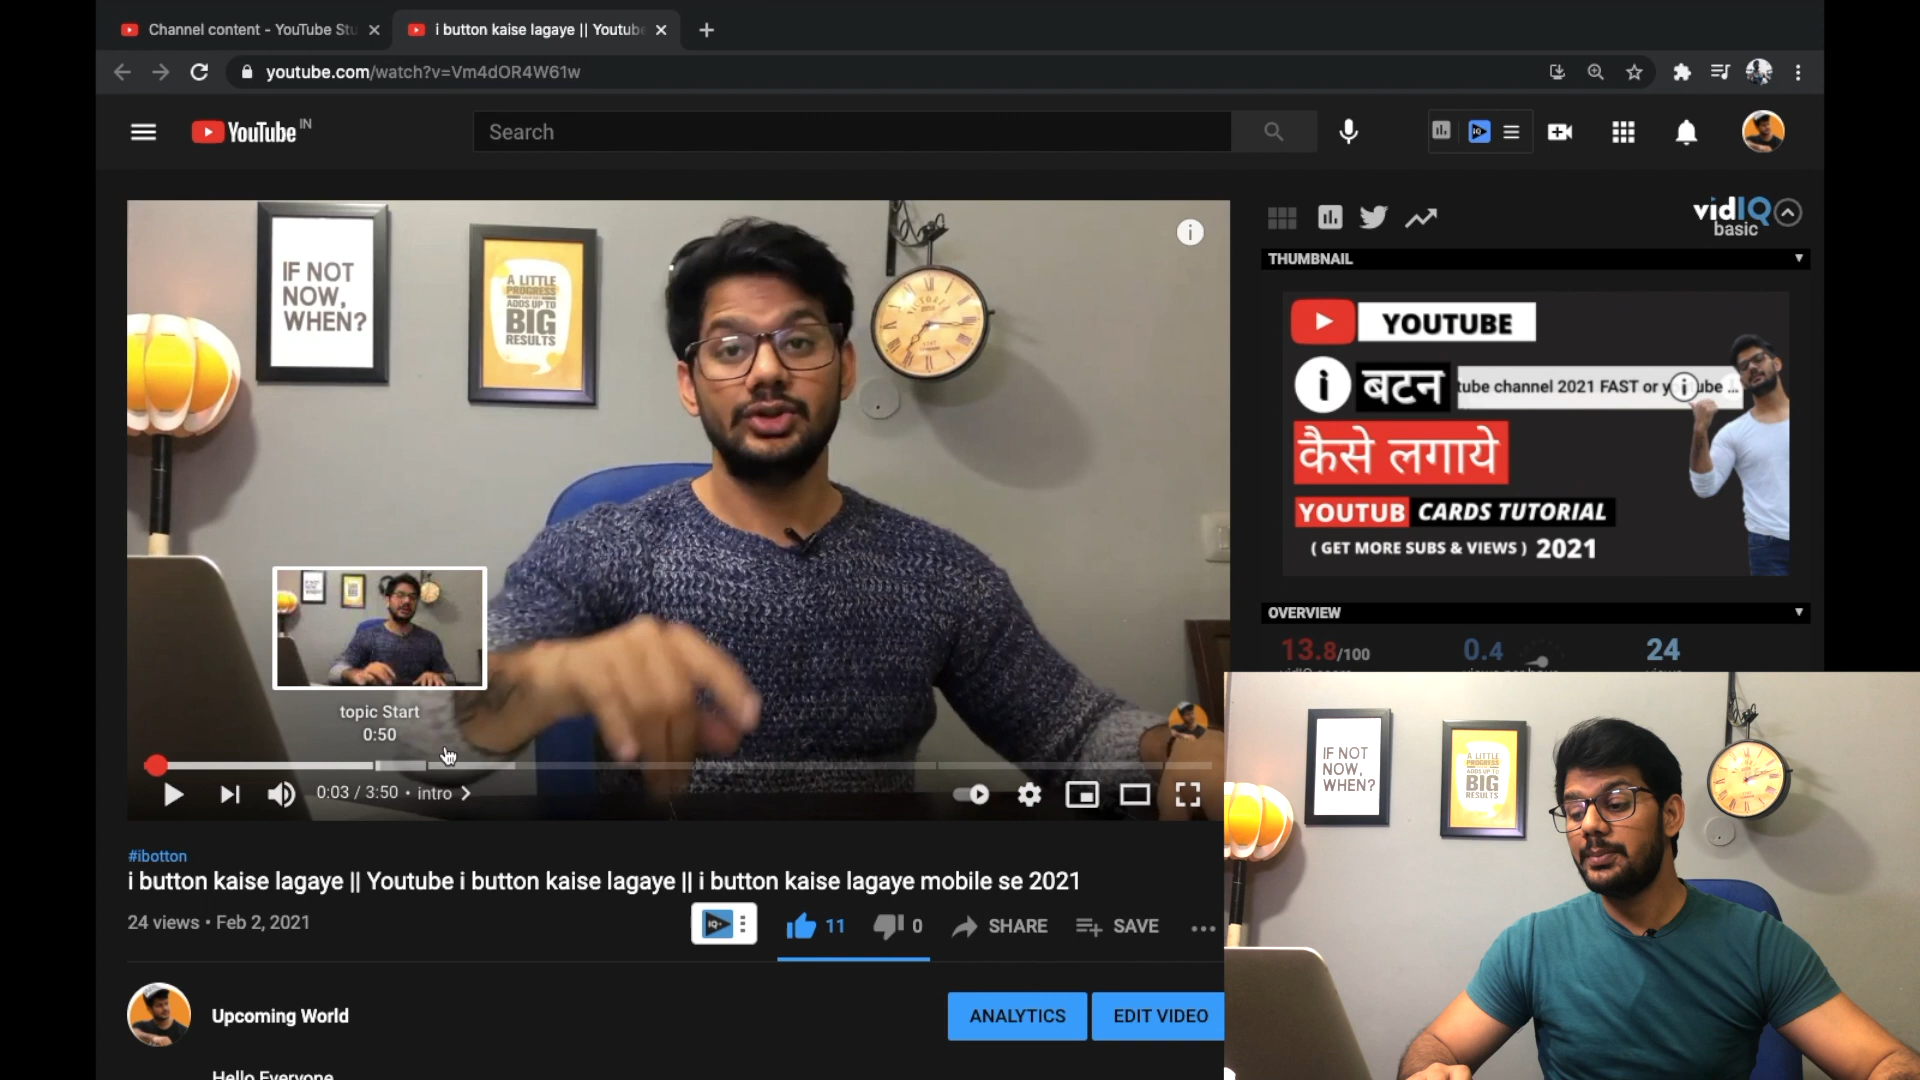 Channel content - YouTube Stu
i button kaise lagaye || Youtube
youtube.com/watch?v=Vm4dOR4W61w
YouTube IN
Search
IF NOT
NOW,
WHEN?
A LITTLE
PROGRESS
ADDS UP TO
BIG
RESULTS
topic Start
0:50
0:03 / 3:50 • intro
#ibotton
i button kaise lagaye || Youtube i button kaise lagaye || i button kaise lagaye mobile se 2021
24 views • Feb 2, 2021
11
0
SHARE
SAVE
Upcoming World
ANALYTICS
EDIT VIDEO
Hello Everyone
vidIQ
basic
THUMBNAIL
YOUTUBE
i बटन
tube channel 2021 FAST or y
ube ...
कैसे लगाये
YOUTUB CARDS TUTORIAL
( GET MORE SUBS & VIEWS ) 2021
OVERVIEW
13.8/100
0.4
24
IF NOT
NOW,
WHEN?
A LITTLE
PROGRESS
ADDS UP TO
BIG
RESULTS